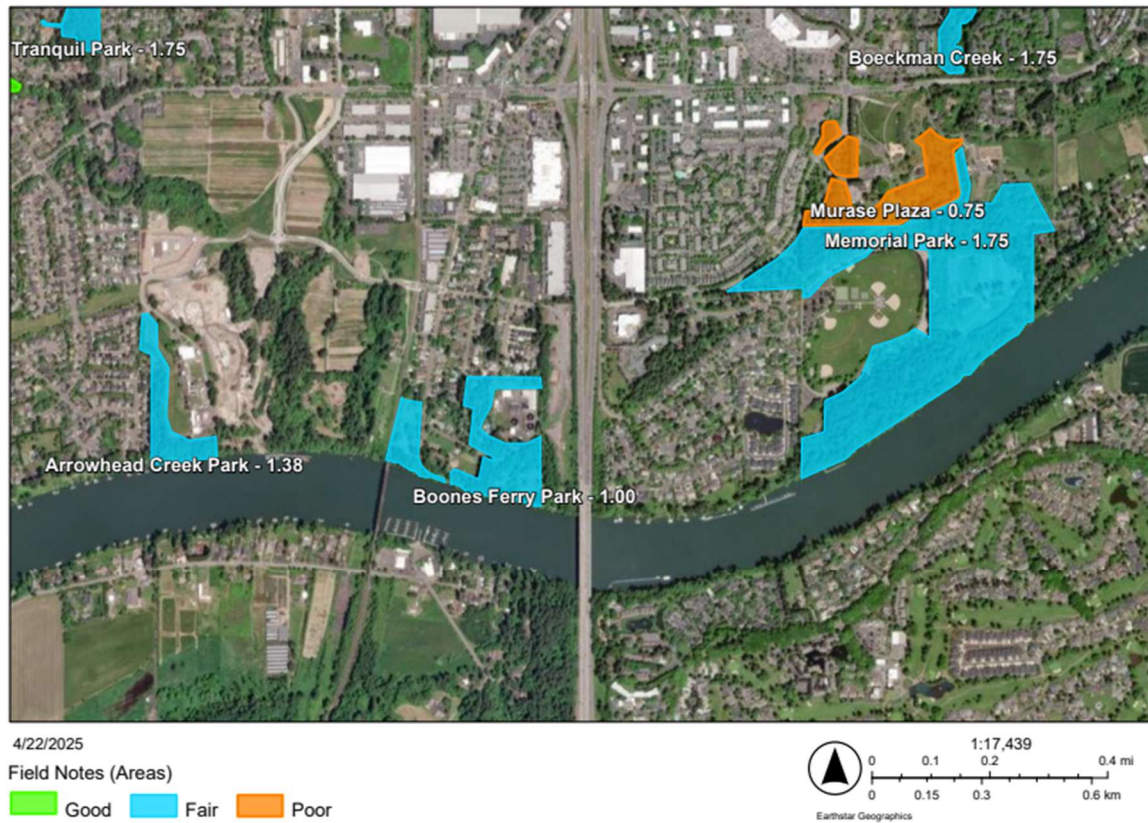 Tranquil Park - 1.75
Boeckman Creek - 1.75
Murase Plaza - 0.75
Memorial Park - 1.75
Arrowhead Creek Park - 1.38
Boones Ferry Park - 1.00
4/22/2025
Field Notes (Areas)
Good Fair Poor
1:17,439
0 0.1 0.2 0.4 mi
0 0.15 0.3 0.6 km
Earthstar Geographics